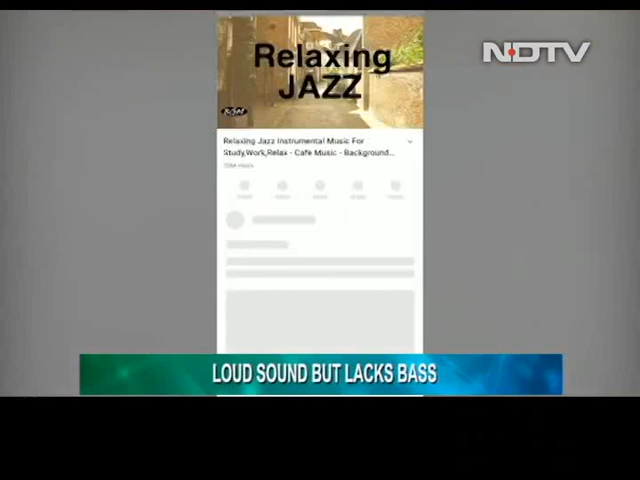 Relaxing
JAZZ
NDTV
BGM
Relaxing Jazz Instrumental Music For
Study,Work,Relax - Cafe Music - Background...
LOUD SOUND BUT LACKS BASS